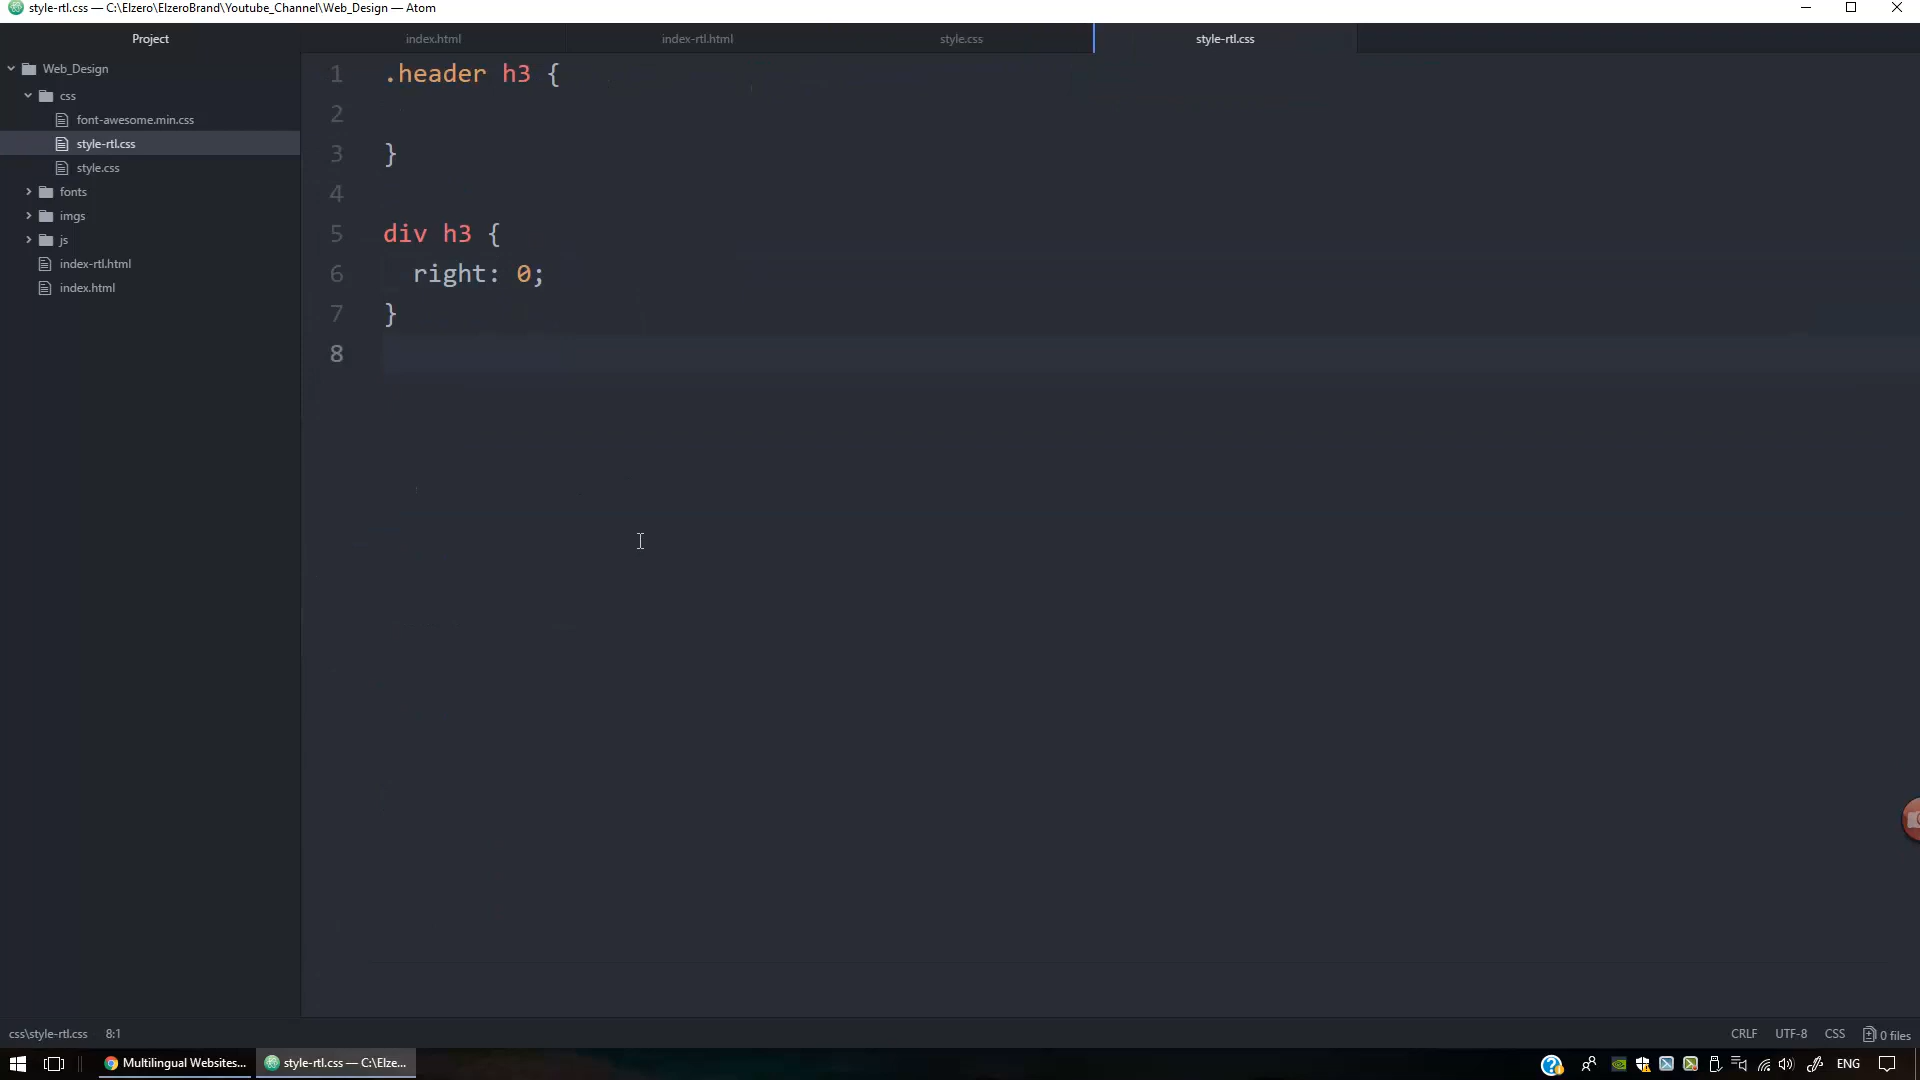 style-rtl.css — C:\Elzero\ElzeroBrand\Youtube_Channel\Web_Design — Atom
Project
index.html
index-rtl.html
style.css
style-rtl.css
Web_Design
css
font-awesome.min.css
style-rtl.css
style.css
fonts
imgs
js
index-rtl.html
index.html
1 .header h3 {
2
3 }
4
5 div h3 {
6 right: 0;
7 }
8
css\style-rtl.css 8:1
CRLF UTF-8 CSS 0 files
Multilingual Websites...
style-rtl.css — C:\Elze...
ENG